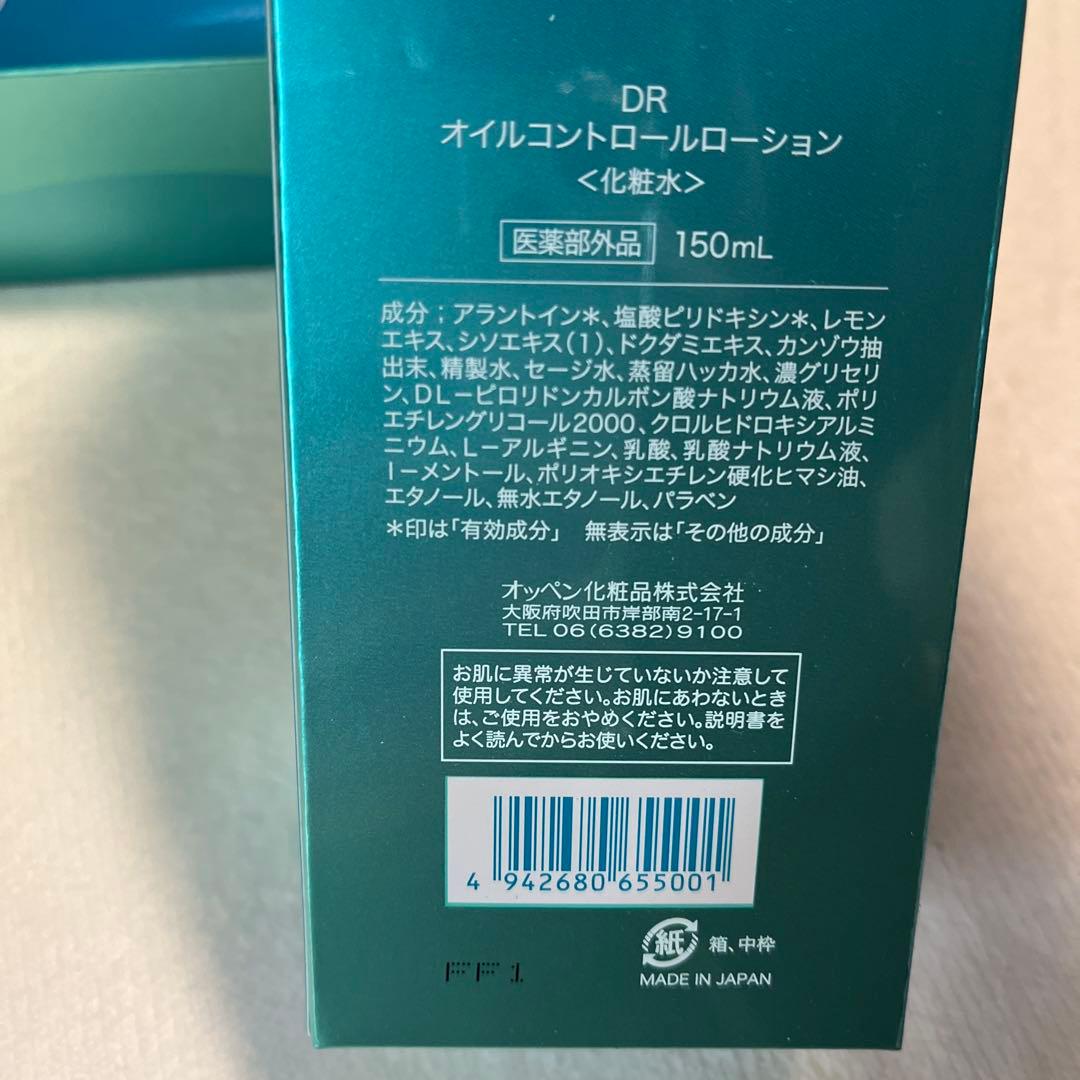 DR
オイルコントロールローション
<化粧水>
医薬部外品 150mL
成分:アラントイン＊、塩酸ピリドキシン＊、レモン
エキス、シソエキス(1)、ドクダミエキス、カンゾウ抽
出末、精製水、セージ水、蒸留ハッカ水、濃グリセリ
ン、DL−ピロリドンカルボン酸ナトリウム液、ポリ
エチレングリコール2000、クロルヒドロキシアルミ
ニウム、L−アルギニン、乳酸、乳酸ナトリウム液、
l−メントール、ポリオキシエチレン硬化ヒマシ油、
エタノール、無水エタノール、パラベン
＊印は「有効成分」 無表示は「その他の成分」
オッペン化粧品株式会社
大阪府吹田市岸部南2-17-1
TEL 06(6382)9100
お肌に異常が生じていないか注意して
使用してください。お肌にあわないとき
は、ご使用をおやめください。説明書を
よく読んでからお使いください。
4 942680 655001
紙 箱、中枠
FF1 MADE IN JAPAN